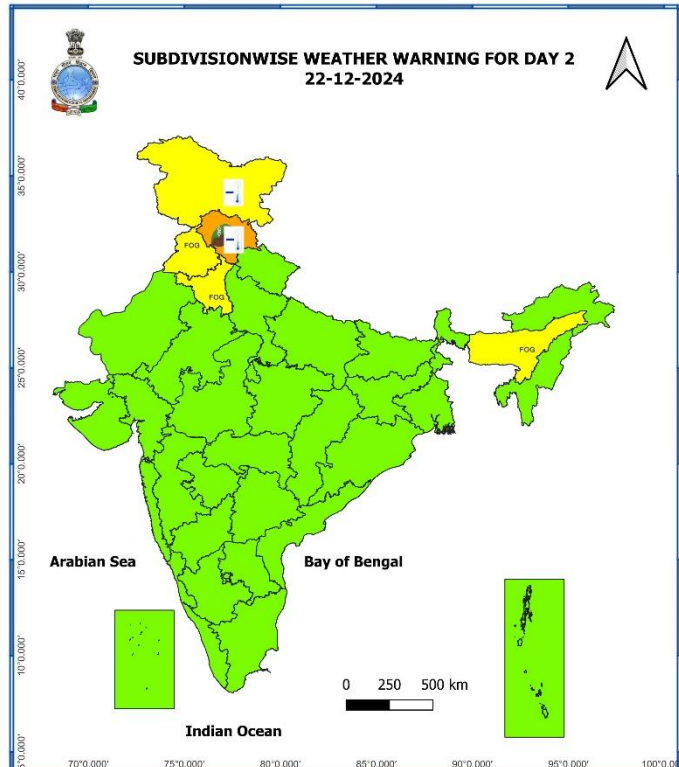 SUBDIVISIONWISE WEATHER WARNING FOR DAY 2
22-12-2024
40°0.000'
35°0.000'
30°0.000'
25°0.000'
20°0.000'
15°0.000'
10°0.000'
5°0.000'
FOG
FOG
FOG
Arabian Sea
Bay of Bengal
0 250 500 km
Indian Ocean
70°0.000' 75°0.000' 80°0.000' 85°0.000' 90°0.000' 95°0.000' 100°0.000'